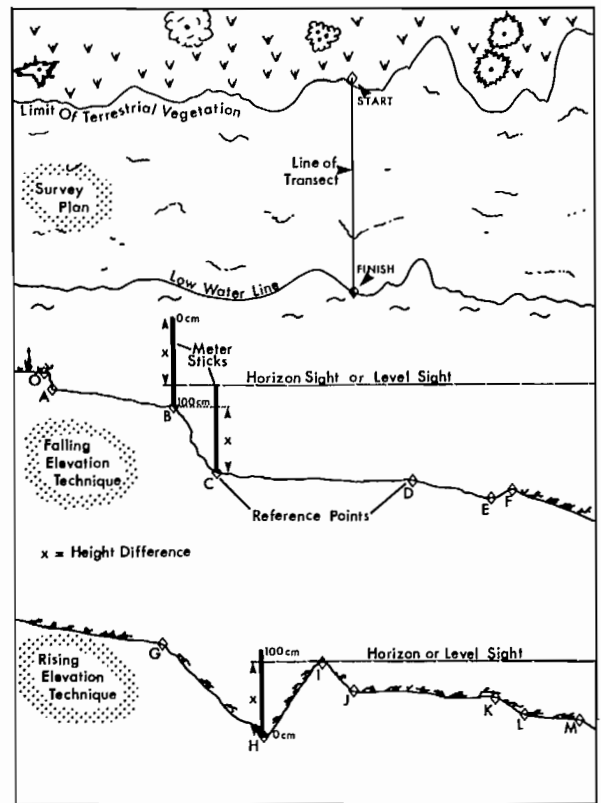 START
Limit Of Terrestrial Vegetation
Line of
Transect
Survey
Plan
FINISH
Low Water Line
0cm
x
Meter
Sticks
Horizon Sight or Level Sight
O
A
100cm
B
x
Falling
Elevation
Technique
C
D
E
F
Reference Points
x = Height Difference
100cm
Horizon or Level Sight
G
Rising
Elevation
Technique
I
x
J
K
L
M
H
0cm